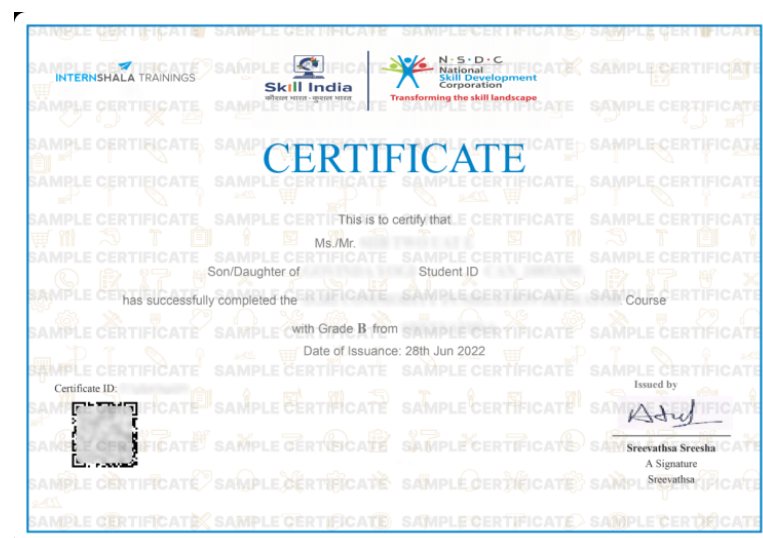 INTERNSHALA TRAININGS
Skill India
कौशल भारत - कुशल भारत
N·S·D·C
National
Skill Development
Corporation
Transforming the skill landscape
CERTIFICATE
This is to certify that
Ms./Mr.
Son/Daughter of Student ID
has successfully completed the Course
with Grade B from
Date of Issuance: 28th Jun 2022
Certificate ID:
Issued by
Sreevathsa Sreesha
A Signature
Sreevathsa
SAMPLE CERTIFICATE